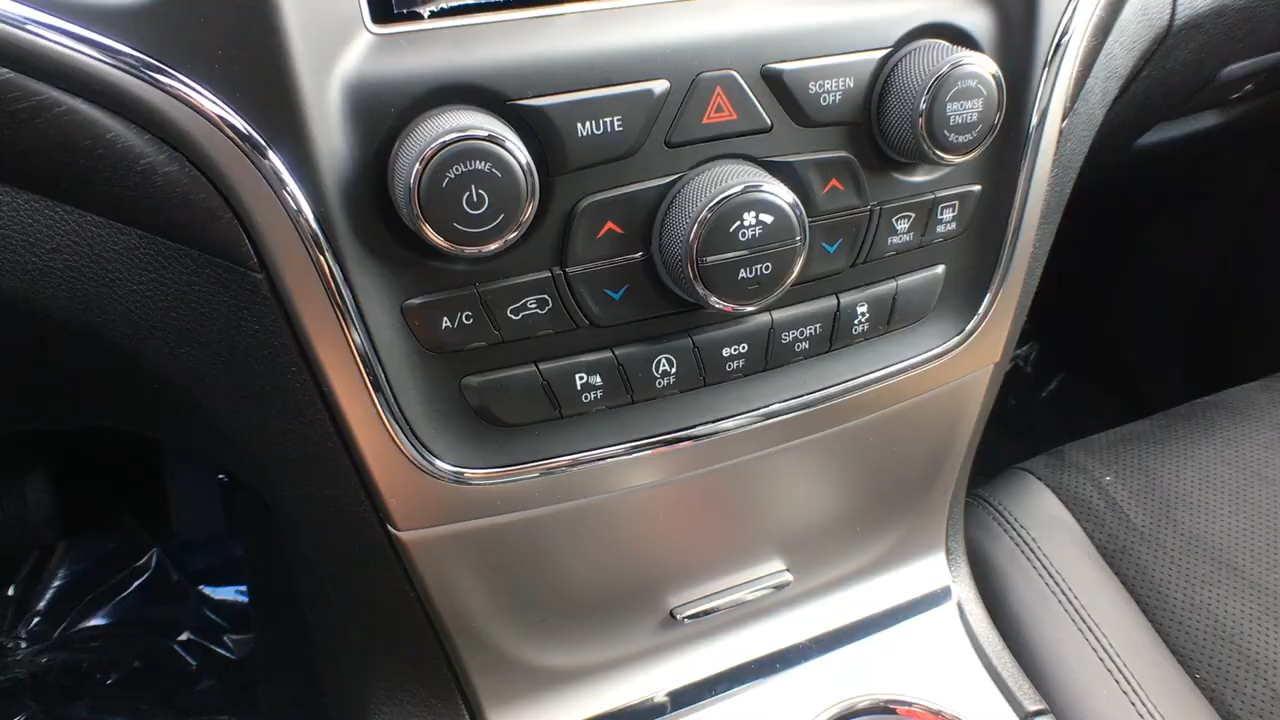 MUTE
SCREEN
OFF
TUNE
BROWSE
ENTER
SCROLL
VOLUME
OFF
AUTO
FRONT
REAR
A/C
P
OFF
A
OFF
eco
OFF
SPORT
ON
OFF